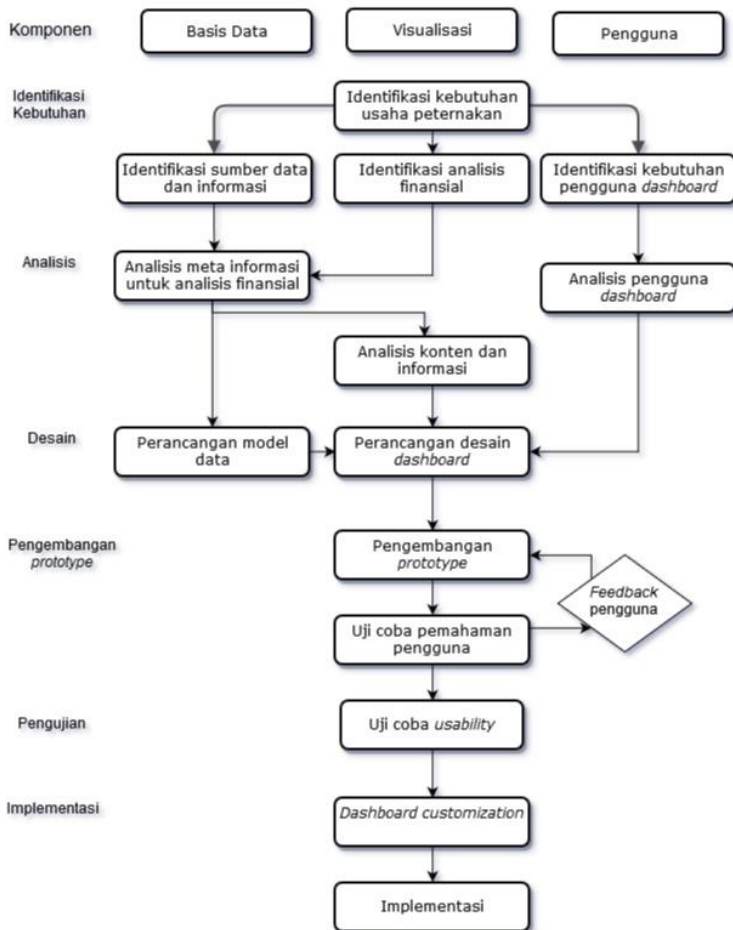 Komponen
Basis Data
Visualisasi
Pengguna
Identifikasi
Kebutuhan
Identifikasi kebutuhan
usaha peternakan
Identifikasi sumber data
dan informasi
Identifikasi analisis
finansial
Identifikasi kebutuhan
pengguna dashboard
Analisis
Analisis meta informasi
untuk analisis finansial
Analisis pengguna
dashboard
Analisis konten dan
informasi
Desain
Perancangan model
data
Perancangan desain
dashboard
Pengembangan
prototype
Pengembangan
prototype
Feedback
pengguna
Uji coba pemahaman
pengguna
Pengujian
Uji coba usability
Implementasi
Dashboard customization
Implementasi